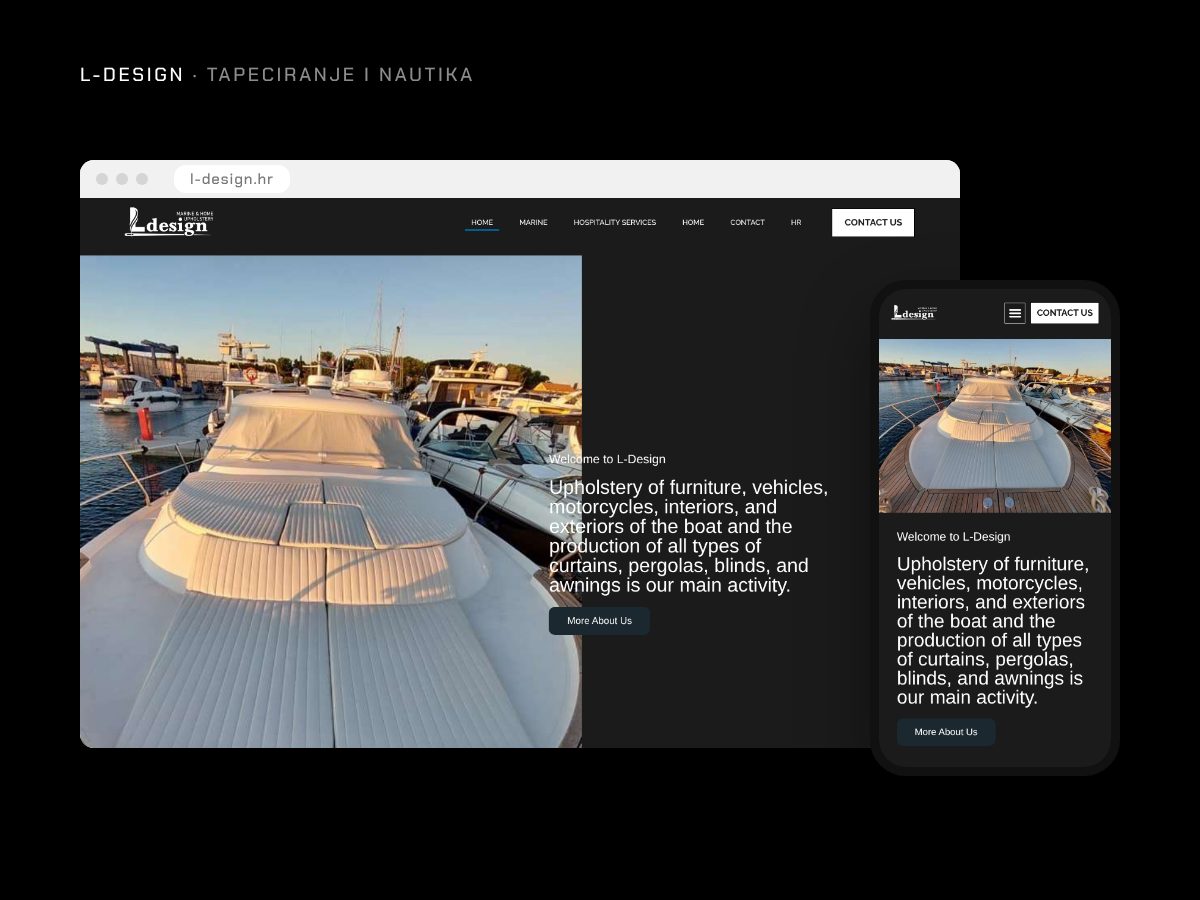 L-DESIGN · TAPECIRANJE I NAUTIKA
l-design.hr
MARINE & HOME
UPHOLSTERY
Ldesign
HOME MARINE HOSPITALITY SERVICES HOME CONTACT HR CONTACT US
Welcome to L-Design
Upholstery of furniture, vehicles,
motorcycles, interiors, and
exteriors of the boat and the
production of all types of
curtains, pergolas, blinds, and
awnings is our main activity.
More About Us
Ldesign
CONTACT US
Welcome to L-Design
Upholstery of furniture,
vehicles, motorcycles,
interiors, and exteriors
of the boat and the
production of all types
of curtains, pergolas,
blinds, and awnings is
our main activity.
More About Us